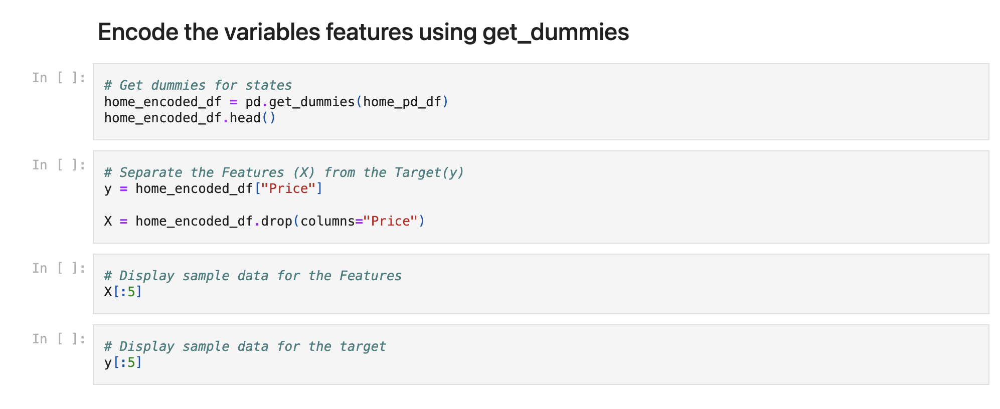 Encode the variables features using get_dummies
In [ ]:
# Get dummies for states
home_encoded_df = pd.get_dummies(home_pd_df)
home_encoded_df.head()
In [ ]:
# Separate the Features (X) from the Target(y)
y = home_encoded_df["Price"]
X = home_encoded_df.drop(columns="Price")
In [ ]:
# Display sample data for the Features
X[:5]
In [ ]:
# Display sample data for the target
y[:5]